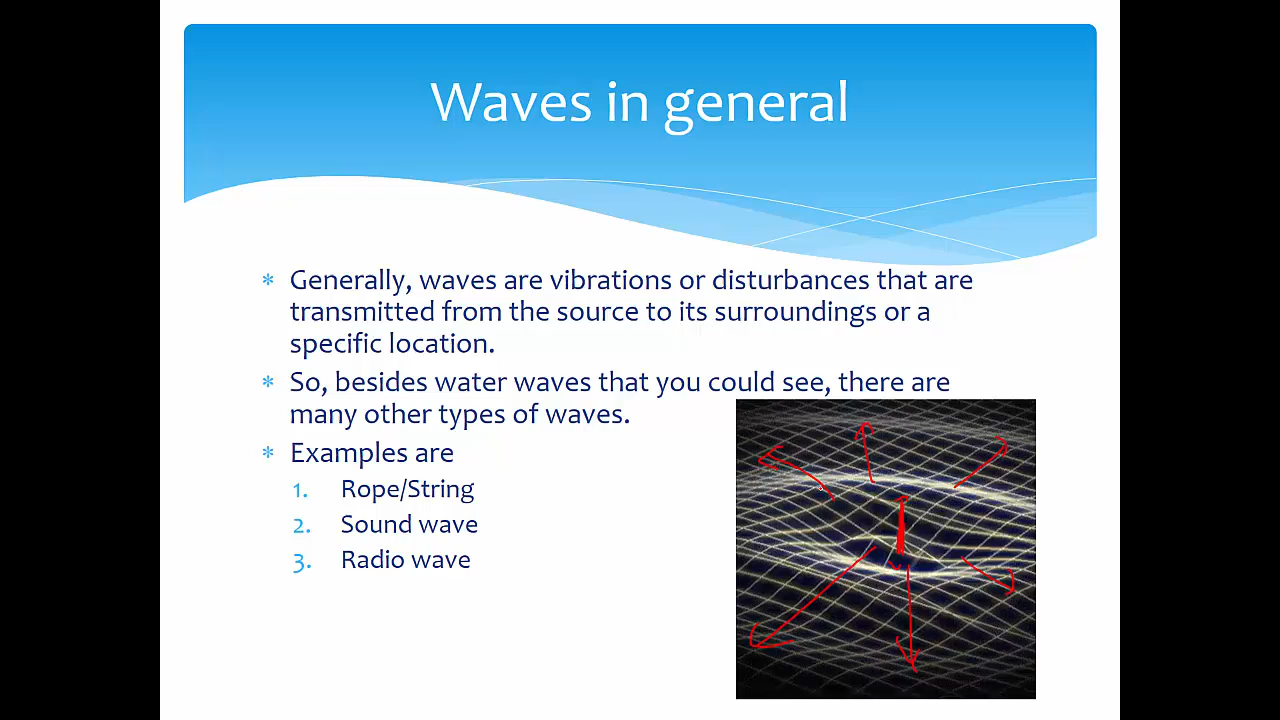 Waves in general
* Generally, waves are vibrations or disturbances that are
transmitted from the source to its surroundings or a
specific location.
* So, besides water waves that you could see, there are
many other types of waves.
* Examples are
1. Rope/String
2. Sound wave
3. Radio wave